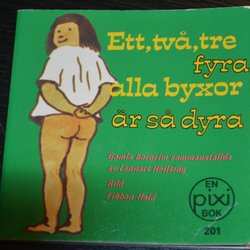 Ett, två, tre
fyra
alla byxor
är så dyra
Gamla barnrim sammanställda
av Lennart Hellsing
Bild:
Fibben Hald
EN
pixi
BOK
201